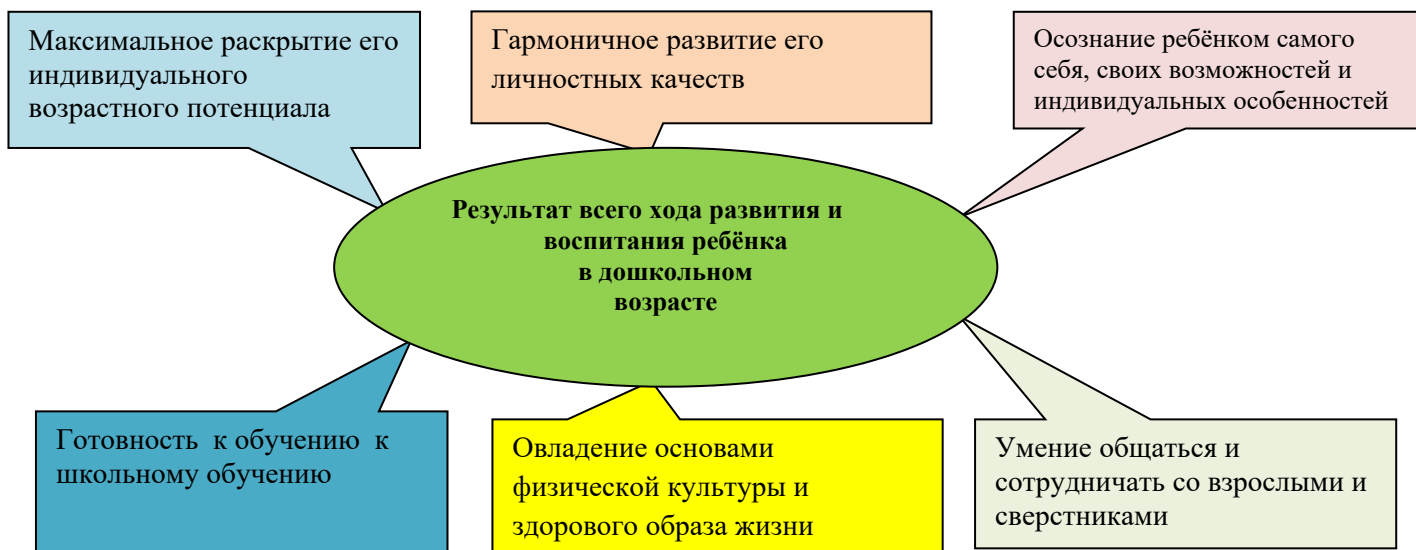 Максимальное раскрытие его
индивидуального
возрастного потенциала
Гармоничное развитие его
личностных качеств
Осознание ребёнком самого
себя, своих возможностей и
индивидуальных особенностей
Результат всего хода развития и
воспитания ребёнка
в дошкольном
возрасте
Готовность к обучению к
школьному обучению
Овладение основами
физической культуры и
здорового образа жизни
Умение общаться и
сотрудничать со взрослыми и
сверстниками